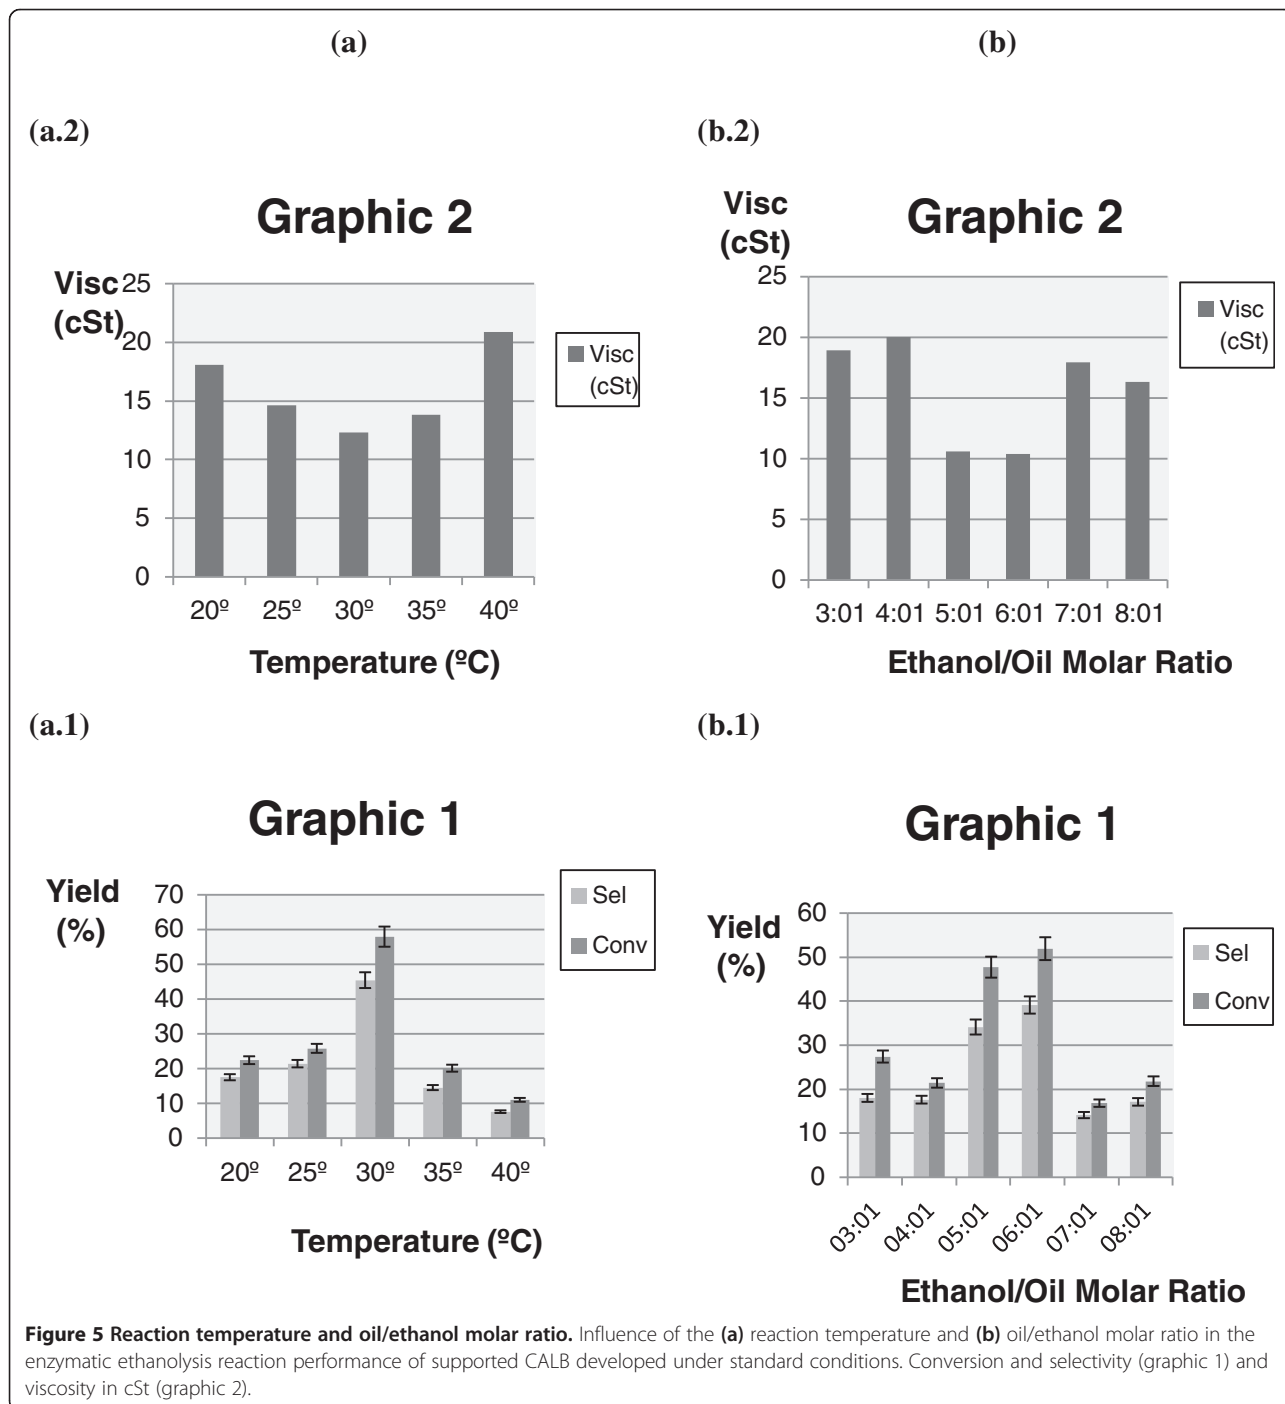 (a)
(b)
(a.2)
(b.2)
Graphic 2
Visc
(cSt)
25
20
15
10
5
0
20º 25º 30º 35º 40º
Temperature (ºC)
Visc
(cSt)
Graphic 2
Visc
(cSt)
25
20
15
10
5
0
3:01 4:01 5:01 6:01 7:01 8:01
Ethanol/Oil Molar Ratio
Visc
(cSt)
(a.1)
(b.1)
Graphic 1
Yield
(%)
70
60
50
40
30
20
10
0
20º 25º 30º 35º 40º
Temperature (ºC)
Sel
Conv
Graphic 1
Yield
(%)
60
50
40
30
20
10
0
03:01 04:01 05:01 06:01 07:01 08:01
Ethanol/Oil Molar Ratio
Sel
Conv
Figure 5 Reaction temperature and oil/ethanol molar ratio. Influence of the (a) reaction temperature and (b) oil/ethanol molar ratio in the
enzymatic ethanolysis reaction performance of supported CALB developed under standard conditions. Conversion and selectivity (graphic 1) and
viscosity in cSt (graphic 2).